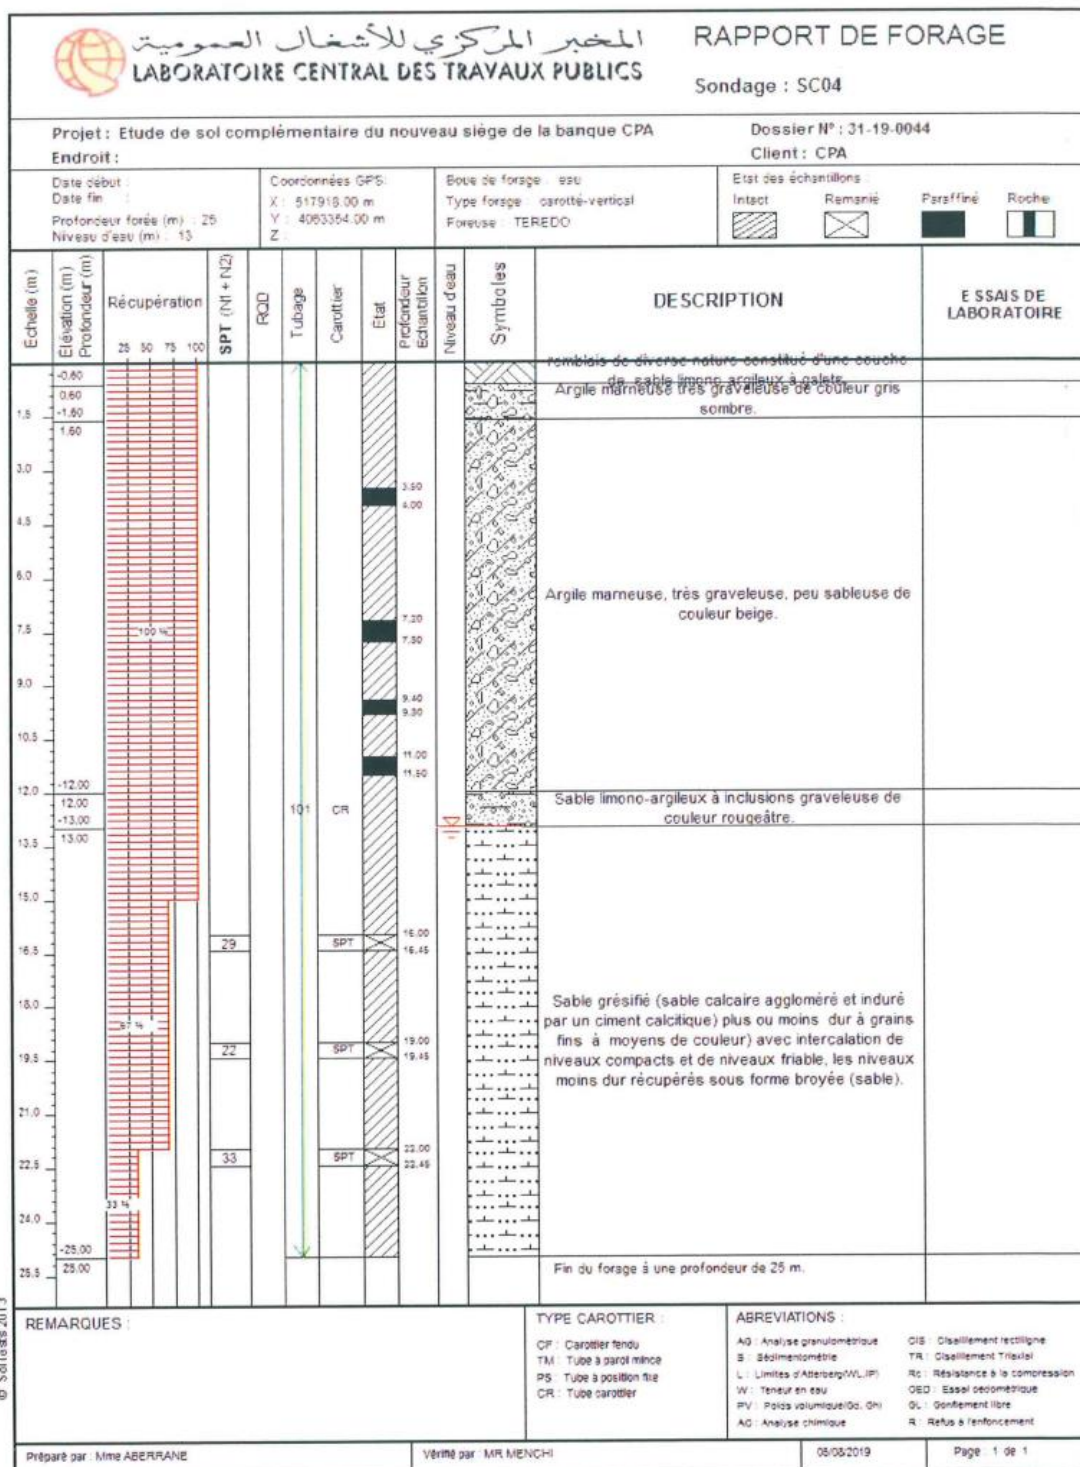 المخبر المركزي للأشغال العمومية
LABORATOIRE CENTRAL DES TRAVAUX PUBLICS
RAPPORT DE FORAGE
Sondage : SC04
Projet : Etude de sol complémentaire du nouveau siège de la banque CPA
Endroit :
Dossier N° : 31-19-0044
Client : CPA
Date début :
Date fin :
Profondeur forée (m) : 25
Niveau d'eau (m) : 13
Coordonnées GPS:
X : 517918.00 m
Y : 4063364.00 m
Z :
Boue de forage : eau
Type forage : carotté-vertical
Foreuse : TEREDO
Etat des échantillons :
Intact Remanié Paraffiné Roche
Echelle (m)
Elévation (m)
Profondeur (m)
Récupération
25 50 75 100
SPT (N1 + N2)
RQD
Tubage
Carottier
Etat
Profondeur
Echantillon
Niveau d'eau
Symboles
DESCRIPTION
ESSAIS DE
LABORATOIRE
remblais de diverse nature constitué d'une couche
de sable limono argileux à galets.
-0.60
0.60
Argile marneuse très graveleuse de couleur gris
sombre.
1.5
-1.60
1.60
3.0
3.50
4.00
4.5
6.0
Argile marneuse, très graveleuse, peu sableuse de
couleur beige.
7.20
7.5
100 %
9.0
9.40
10.5
11.00
11.50
12.0
-12.00
12.00
-13.00
13.00
101
CR
Sable limono-argileux à inclusions graveleuse de
couleur rougeâtre.
13.5
15.0
16.00
16.45
16.5
29
SPT
18.0
67 %
Sable grésifié (sable calcaire aggloméré et induré
par un ciment calcitique) plus ou moins dur à grains
fins à moyens de couleur) avec intercalation de
niveaux compacts et de niveaux friable, les niveaux
moins dur récupérés sous forme broyée (sable).
19.00
19.45
19.5
22
SPT
21.0
22.00
22.45
22.5
33
SPT
33 %
24.0
-25.00
25.00
25.5
Fin du forage à une profondeur de 25 m.
REMARQUES :
TYPE CAROTTIER :
CF : Carottier fendu
TM : Tube à paroi mince
PS : Tube à position fixe
CR : Tube carottier
ABREVIATIONS :
AG : Analyse granulométrique
S : Sédimentométrie
L : Limites d'Atterberg(WL,IP)
W : Teneur en eau
PV : Poids volumique(Gd, Gh)
AC : Analyse chimique
CIS : Cisaillement rectiligne
TR : Cisaillement Triaxial
Rc : Résistance à la compression
OED : Essai oedométrique
GL : Gonflement libre
R : Refus à l'enfoncement
Préparé par : Mme ABERRANE
Vérifié par : MR MENCHI
Page : 1 de 1